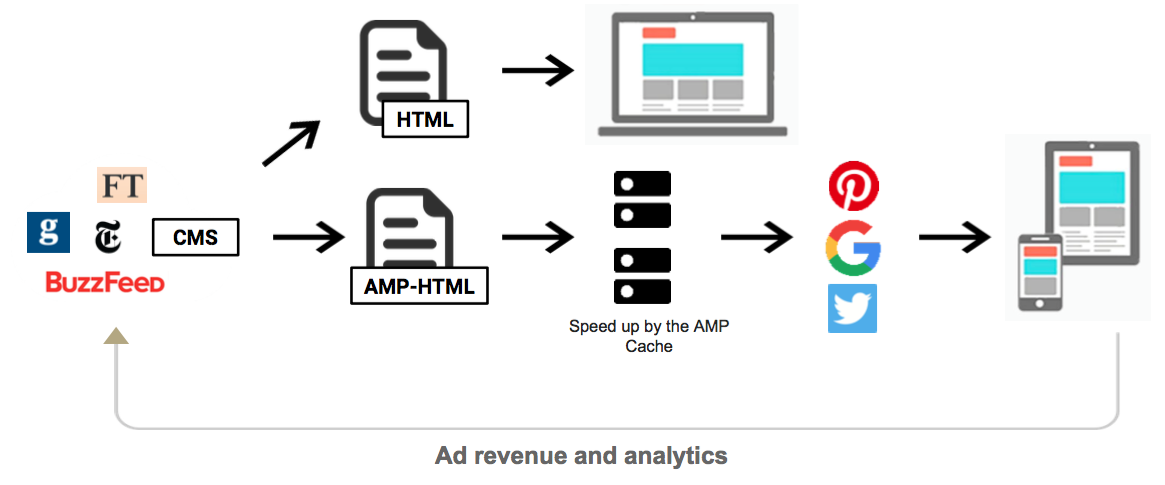 HTML
FT
g
T
CMS
BuzzFeed
AMP-HTML
G
Speed up by the AMP
Cache
Ad revenue and analytics